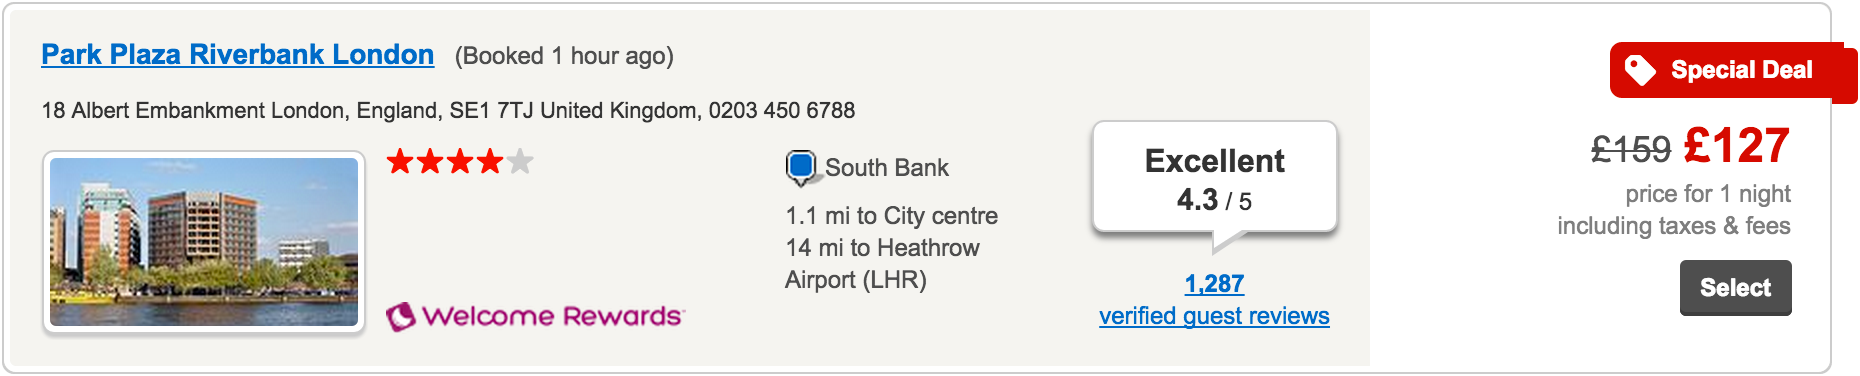 Park Plaza Riverbank London (Booked 1 hour ago)
18 Albert Embankment London, England, SE1 7TJ United Kingdom, 0203 450 6788
South Bank
1.1 mi to City centre
14 mi to Heathrow
Airport (LHR)
Welcome Rewards
Excellent
4.3 / 5
1,287
verified guest reviews
Special Deal
£159 £127
price for 1 night
including taxes & fees
Select